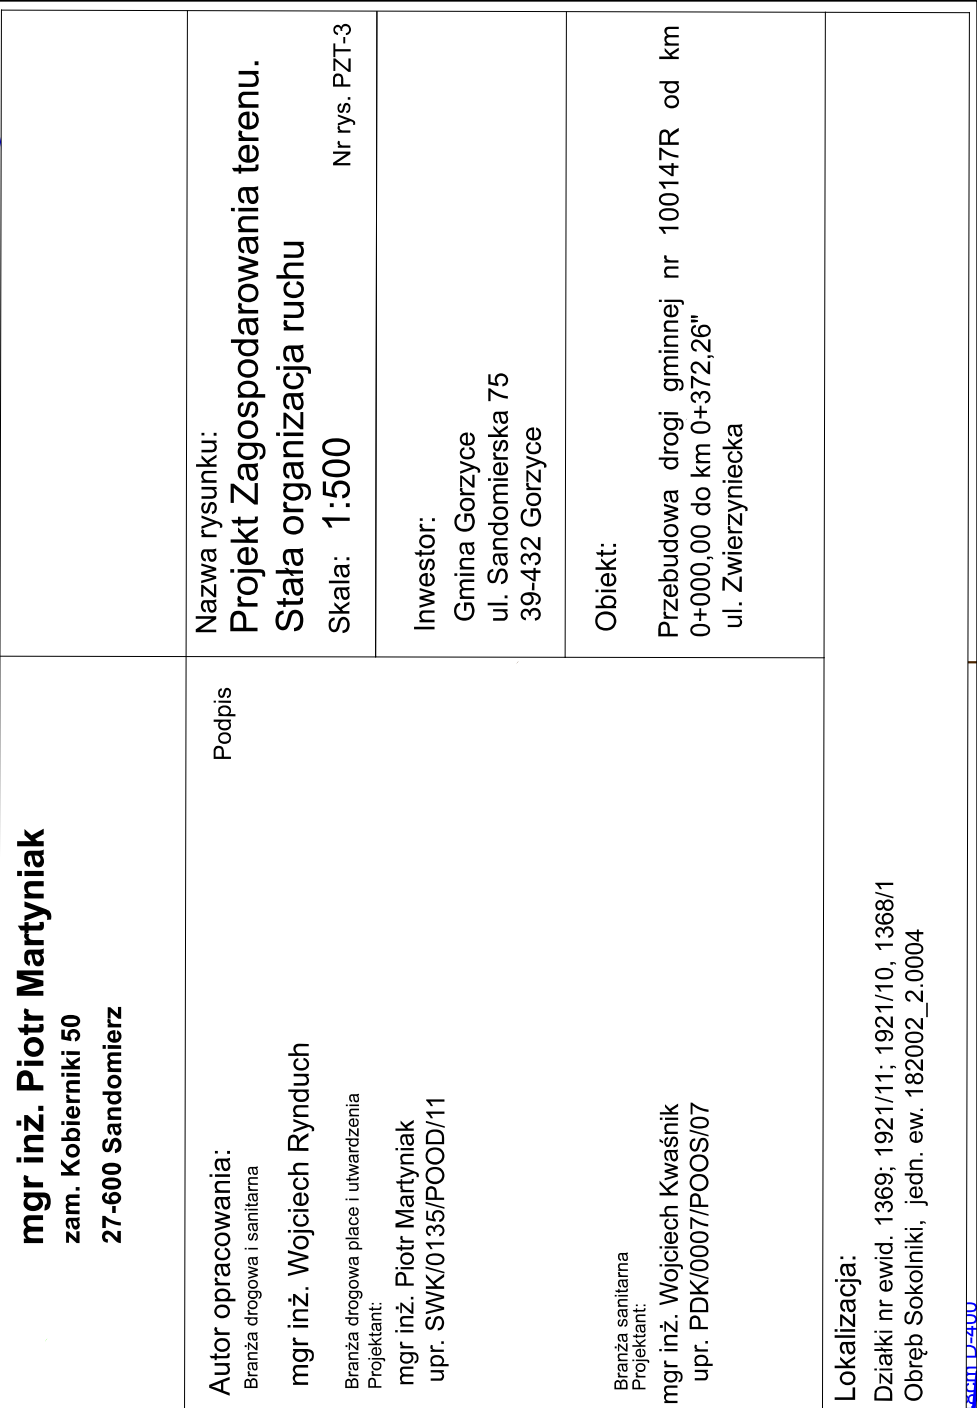 mgr inż. Piotr Martyniak
zam. Kobierniki 50
27-600 Sandomierz
Autor opracowania:
Podpis
Branża drogowa i sanitarna
mgr inż. Wojciech Rynduch
Branża drogowa place i utwardzenia
Projektant:
mgr inż. Piotr Martyniak
upr. SWK/0135/POOD/11
Branża sanitarna
Projektant:
mgr inż. Wojciech Kwaśnik
upr. PDK/0007/POOS/07
Nazwa rysunku:
Projekt Zagospodarowania terenu.
Stała organizacja ruchu
Skala: 1:500
Nr rys. PZT-3
Inwestor:
Gmina Gorzyce
ul. Sandomierska 75
39-432 Gorzyce
Obiekt:
Przebudowa drogi gminnej nr 100147R od km
0+000,00 do km 0+372,26"
ul. Zwierzyniecka
Lokalizacja:
Działki nr ewid. 1369; 1921/11; 1921/10, 1368/1
Obręb Sokolniki, jedn. ew. 182002_2.0004
D-400